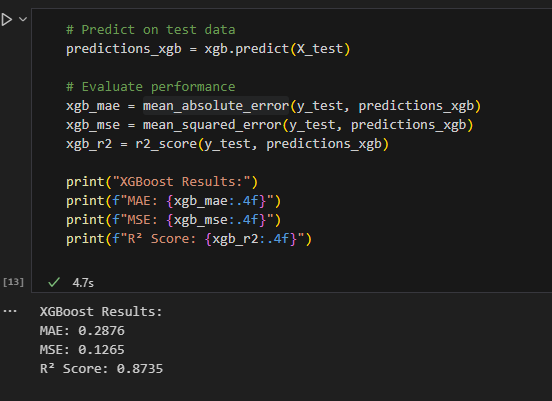 # Predict on test data
predictions_xgb = xgb.predict(X_test)
# Evaluate performance
xgb_mae = mean_absolute_error(y_test, predictions_xgb)
xgb_mse = mean_squared_error(y_test, predictions_xgb)
xgb_r2 = r2_score(y_test, predictions_xgb)
print("XGBoost Results:")
print(f"MAE: {xgb_mae:.4f}")
print(f"MSE: {xgb_mse:.4f}")
print(f"R² Score: {xgb_r2:.4f}")
[13] 4.7s
XGBoost Results:
MAE: 0.2876
MSE: 0.1265
R² Score: 0.8735